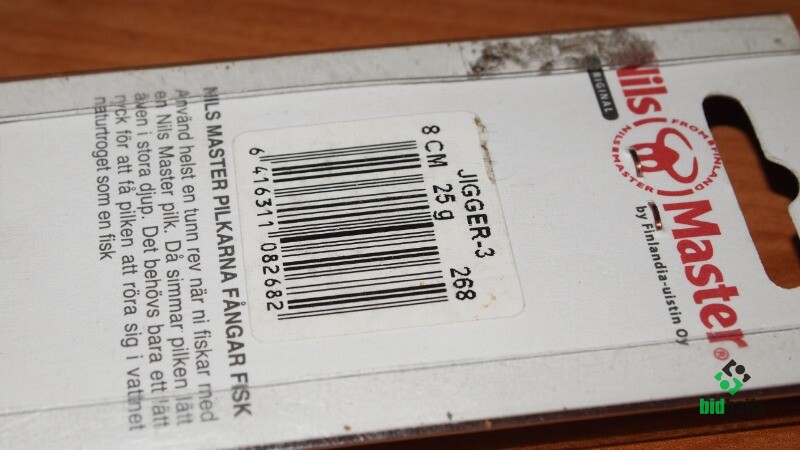 Nils Master®
ORIGINAL
FROM FINLAND
NILSMASTER
by Finlandia-uistin Oy
JIGGER-3 268
8 CM 25 g
6 416311 082682
NILS MASTER PILKARNA FÅNGAR FISK
Använd helst en tunn rev när ni fiskar med
en Nils Master pilk. Då simmar pilken lätt
även i stora djup. Det behövs bara ett lätt
ryck för att få pilken att röra sig i vattnet
naturtroget som en fisk